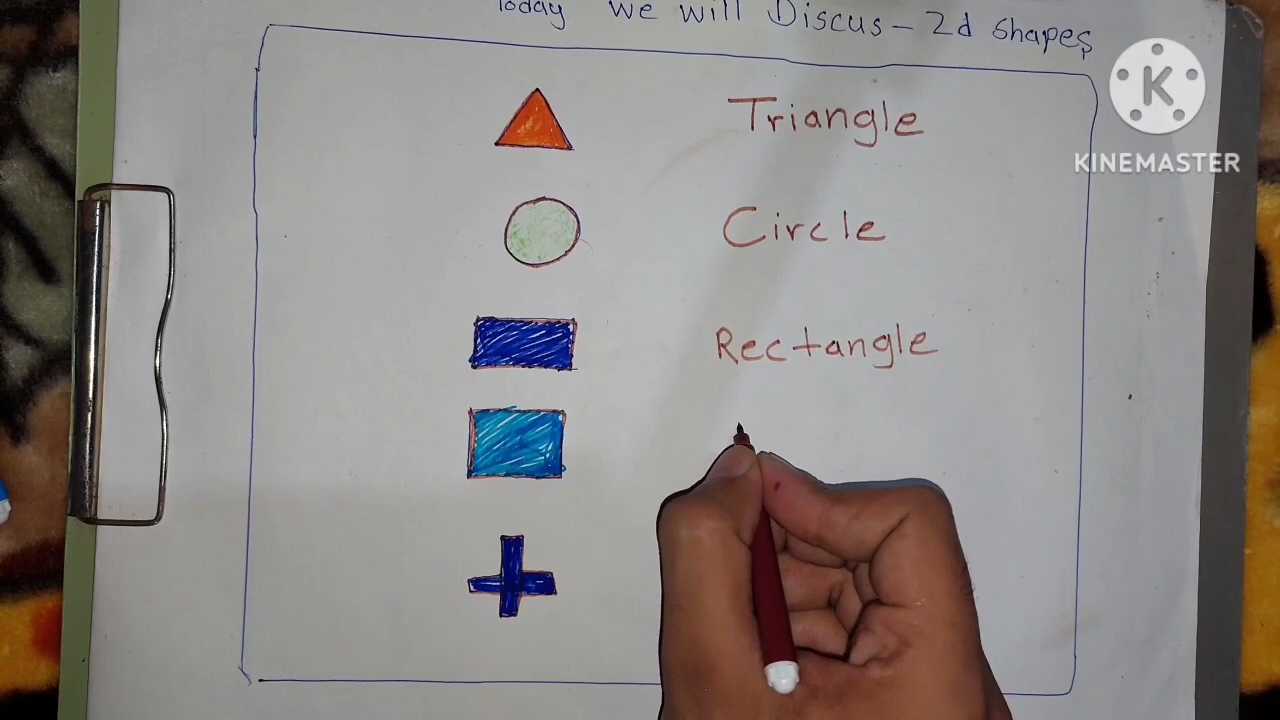 Today we will Discus - 2d shapes
Triangle
Circle
Rectangle
K
KINEMASTER